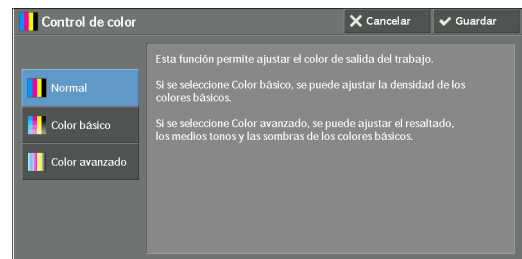 Control de color
Cancelar
Guardar
Normal
Color básico
Color avanzado
Esta función permite ajustar el color de salida del trabajo.
Si se seleccione Color básico, se puede ajustar la densidad de los
colores básicos.
Si se seleccione Color avanzado, se puede ajustar el resaltado,
los medios tonos y las sombras de los colores básicos.